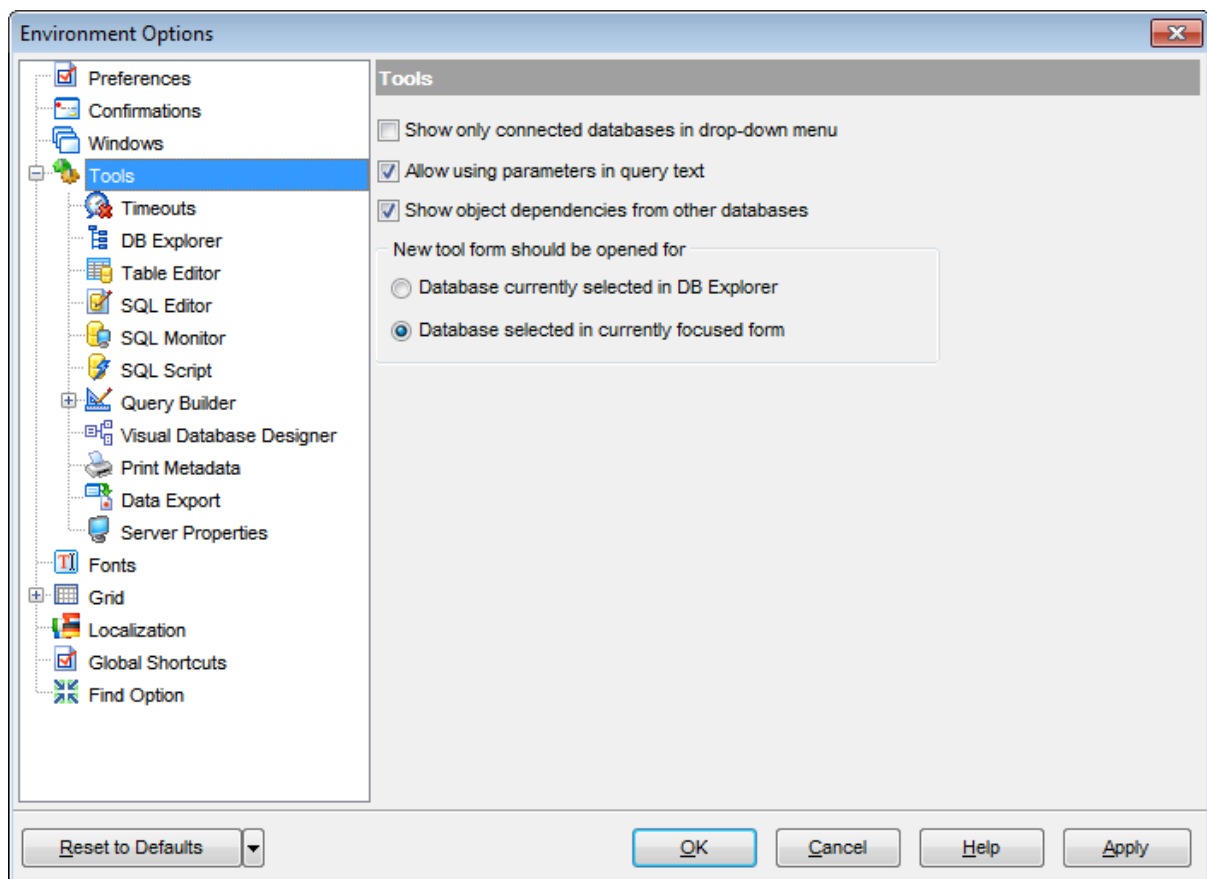 Environment Options
Preferences
Confirmations
Windows
Tools
Timeouts
DB Explorer
Table Editor
SQL Editor
SQL Monitor
SQL Script
Query Builder
Visual Database Designer
Print Metadata
Data Export
Server Properties
Fonts
Grid
Localization
Global Shortcuts
Find Option
Tools
Show only connected databases in drop-down menu
Allow using parameters in query text
Show object dependencies from other databases
New tool form should be opened for
Database currently selected in DB Explorer
Database selected in currently focused form
Reset to Defaults
OK
Cancel
Help
Apply